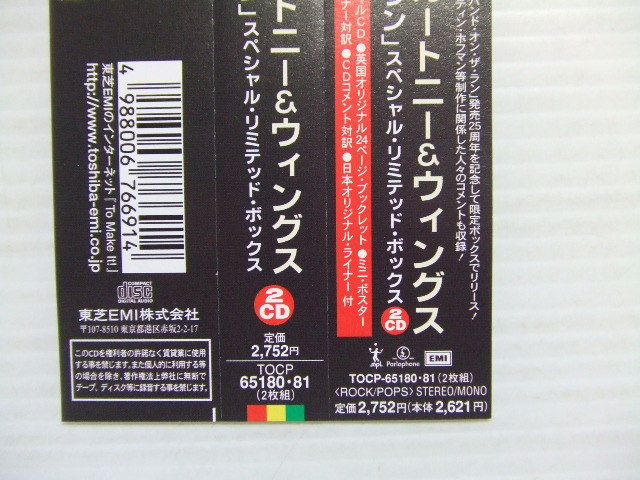 ハンド オン・ザ・ラン」発売25周年を記念して限定ボックスでリリース!
ティン・ホフマン等制作に関係した人々のコメントも収録!
ートニー&ウィングス
ン」スペシャル・リミテッド・ボックス
2CD
ルCD ●英国オリジナル24ページ・ブックレット ●ミニ・ポスター
ナー対訳 ●CDコメント対訳 ●日本オリジナル・ライナー付
mpl
Parlophone
EMI
TOCP-65180・81(2枚組)
〈ROCK/POPS〉STEREO/MONO
定価2,752円(本体2,621円)
ートニー&ウィングス
」スペシャル・リミテッド・ボックス
2CD
定価
2,752円
TOCP
65180・81
(2枚組)
4 988006 766914
東芝EMIのインターネット『To Make It!』
http://www.toshiba-emi.co.jp
COMPACT
disc
DIGITAL AUDIO
東芝EMI株式会社
〒107-8510 東京都港区赤坂2-2-17
このCDを権利者の許諾なく賃貸業に使用
する事を禁じます。また個人的に利用する等
の場合を除き、著作権法上弊社に無断で
テープ、ディスク等に録音する事を禁じます。